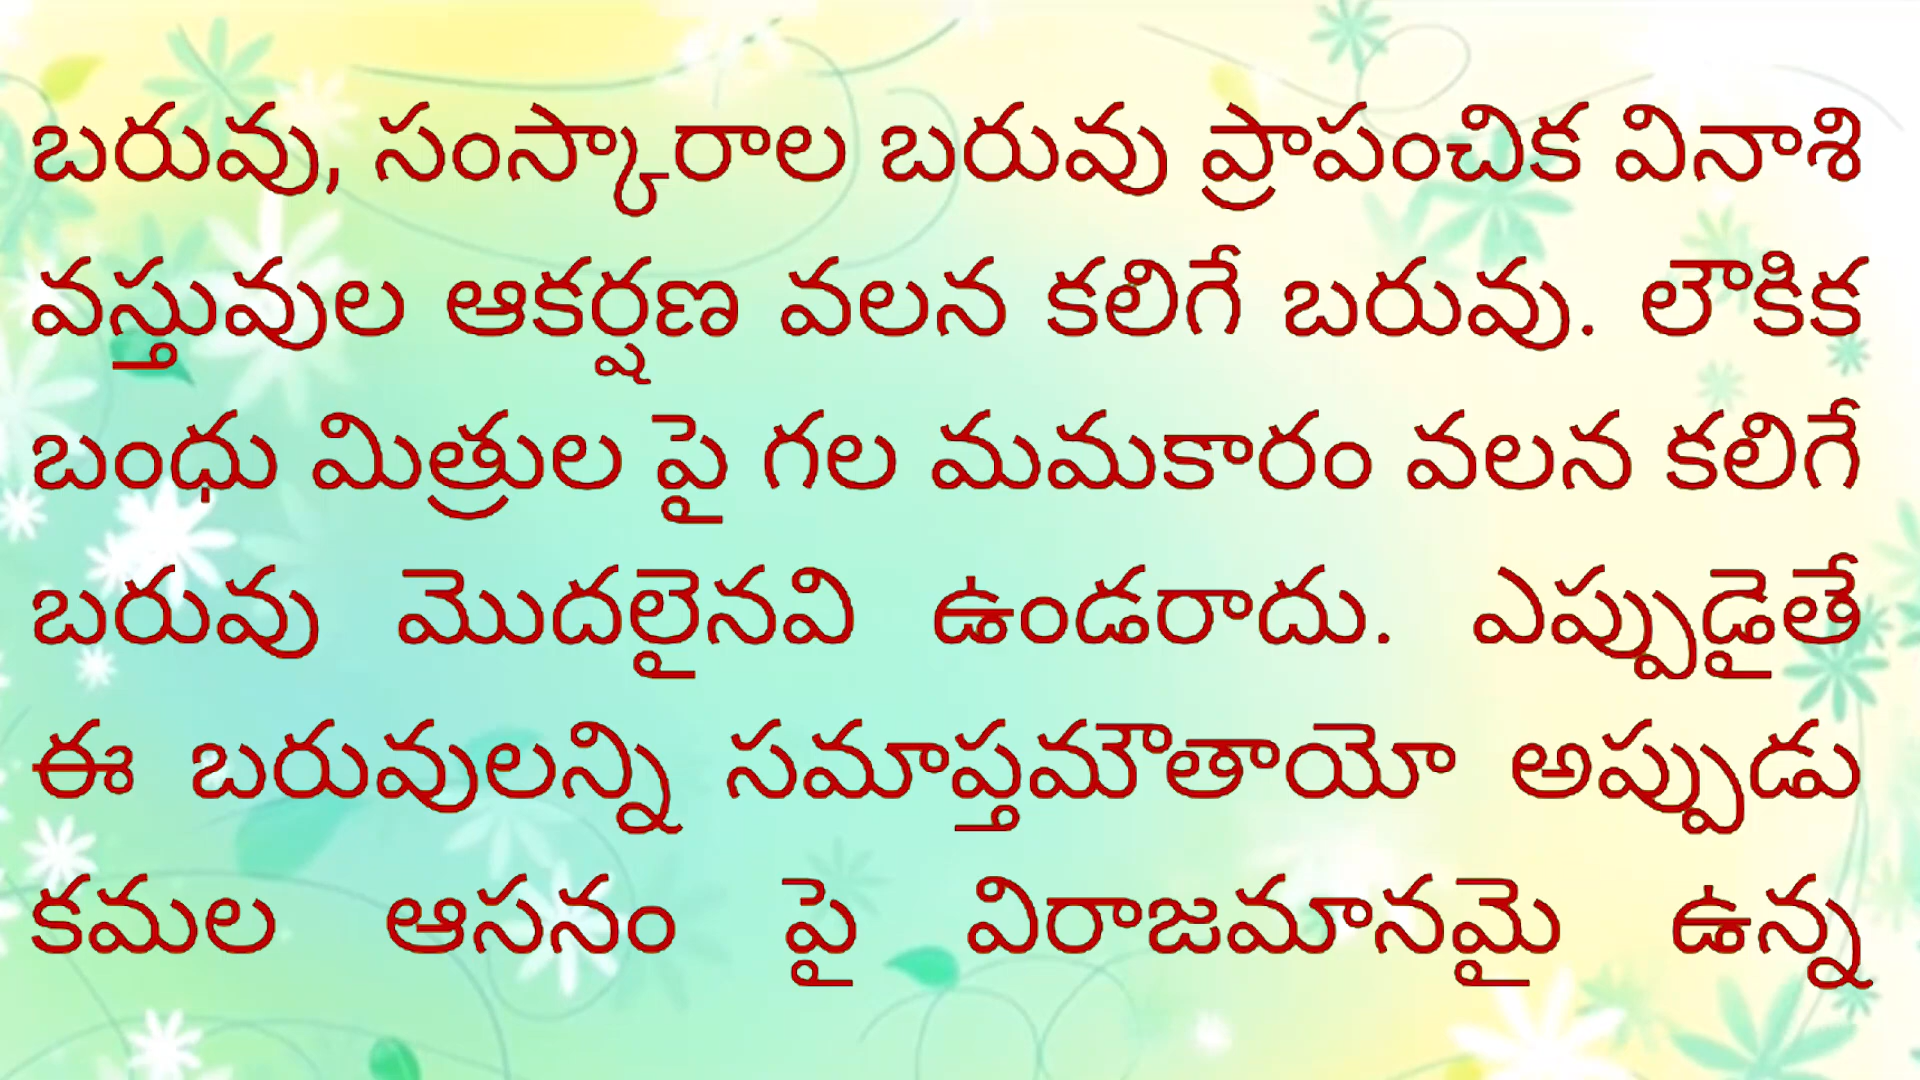 బరువు, సంస్కారాల బరువు ప్రాపంచిక వినాశి
వస్తువుల ఆకర్షణ వలన కలిగే బరువు. లౌకిక
బంధు మిత్రుల పై గల మమకారం వలన కలిగే
బరువు మొదలైనవి ఉండరాదు. ఎప్పుడైతే
ఈ బరువులన్ని సమాప్తమౌతాయో అప్పుడు
కమల ఆసనం పై విరాజమానమై ఉన్న